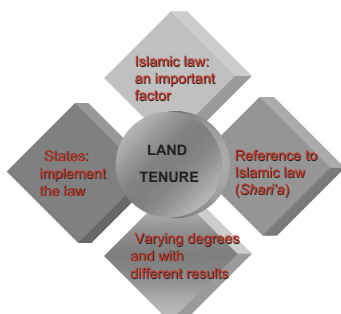 Islamic law:
an important
factor
States:
implement
the law
LAND
TENURE
Reference to
Islamic law
(Shari'a)
Varying degrees
and with
different results